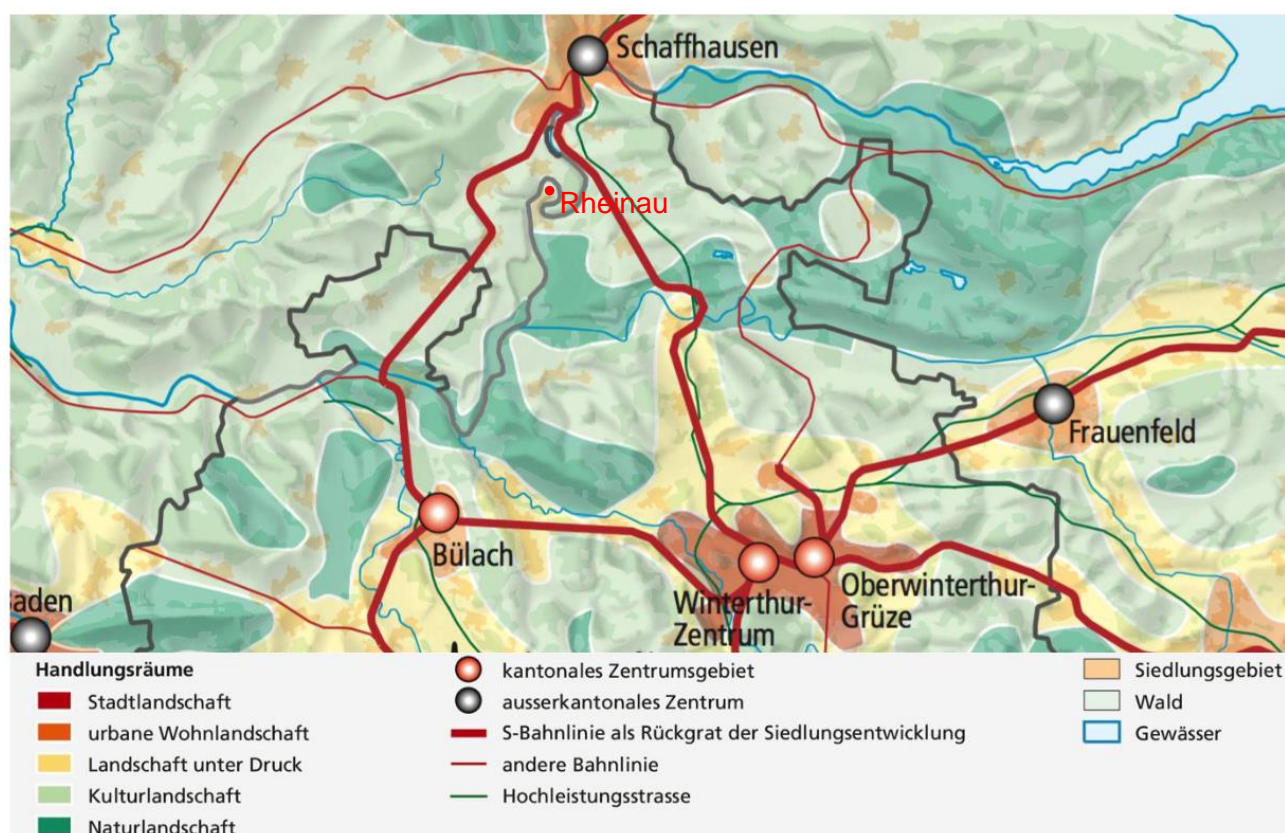 Schaffhausen
Rheinau
Frauenfeld
Bülach
Oberwinterthur-
Grüze
Winterthur-
Zentrum
aden
Handlungsräume
Stadtlandschaft
urbane Wohnlandschaft
Landschaft unter Druck
Kulturlandschaft
Naturlandschaft
kantonales Zentrumsgebiet
ausserkantonales Zentrum
S-Bahnlinie als Rückgrat der Siedlungsentwicklung
andere Bahnlinie
Hochleistungsstrasse
Siedlungsgebiet
Wald
Gewässer